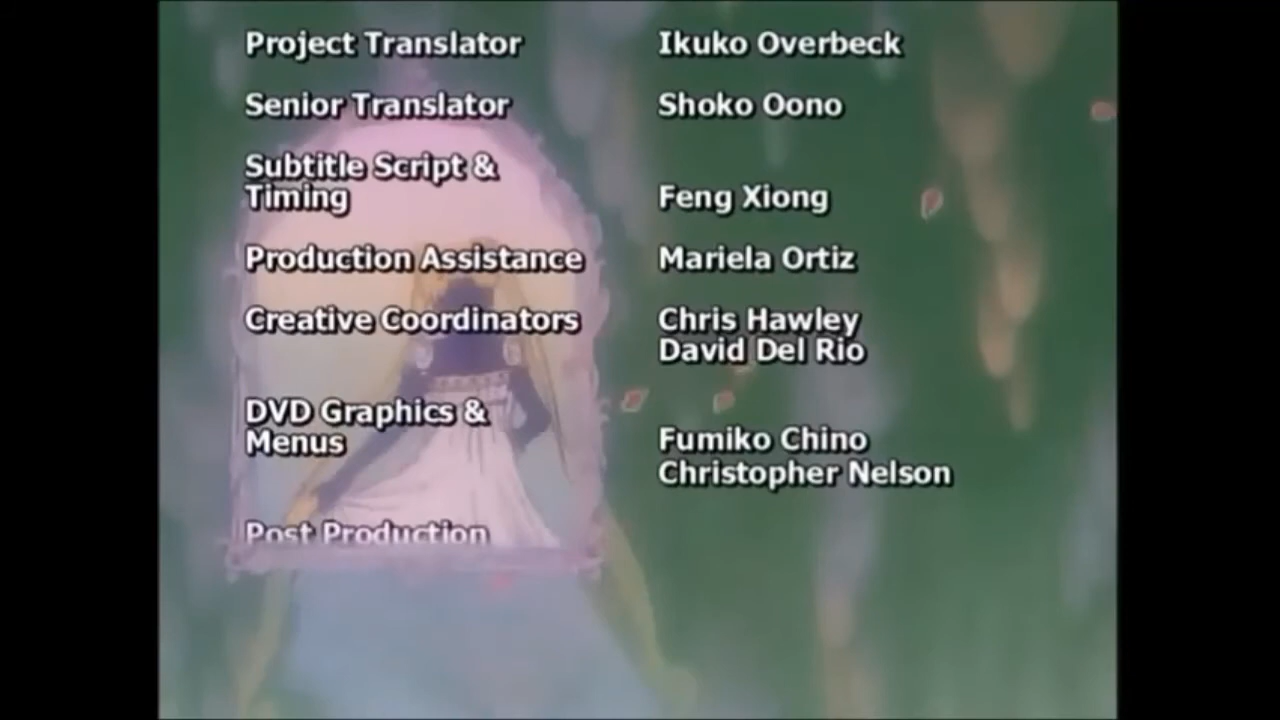 Project Translator Ikuko Overbeck
Senior Translator Shoko Oono
Subtitle Script &
Timing Feng Xiong
Production Assistance Mariela Ortiz
Creative Coordinators Chris Hawley
David Del Rio
DVD Graphics &
Menus Fumiko Chino
Christopher Nelson
Post Production